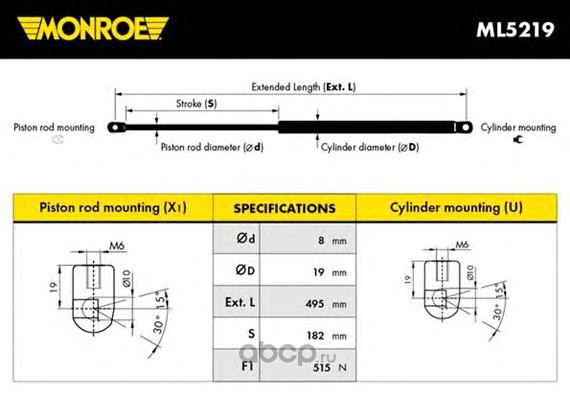 MONROE
ML5219
Extended Length (Ext. L)
Stroke (S)
Piston rod mounting
Cylinder mounting
Piston rod diameter (Ød)
Cylinder diameter (ØD)
Piston rod mounting (X1)
SPECIFICATIONS
Cylinder mounting (U)
M6
19
Ø10
15°
30°
Ød 8 mm
ØD 19 mm
Ext. L 495 mm
S 182 mm
F1 515 N
M6
19
Ø10
15°
30°
abcp.ru